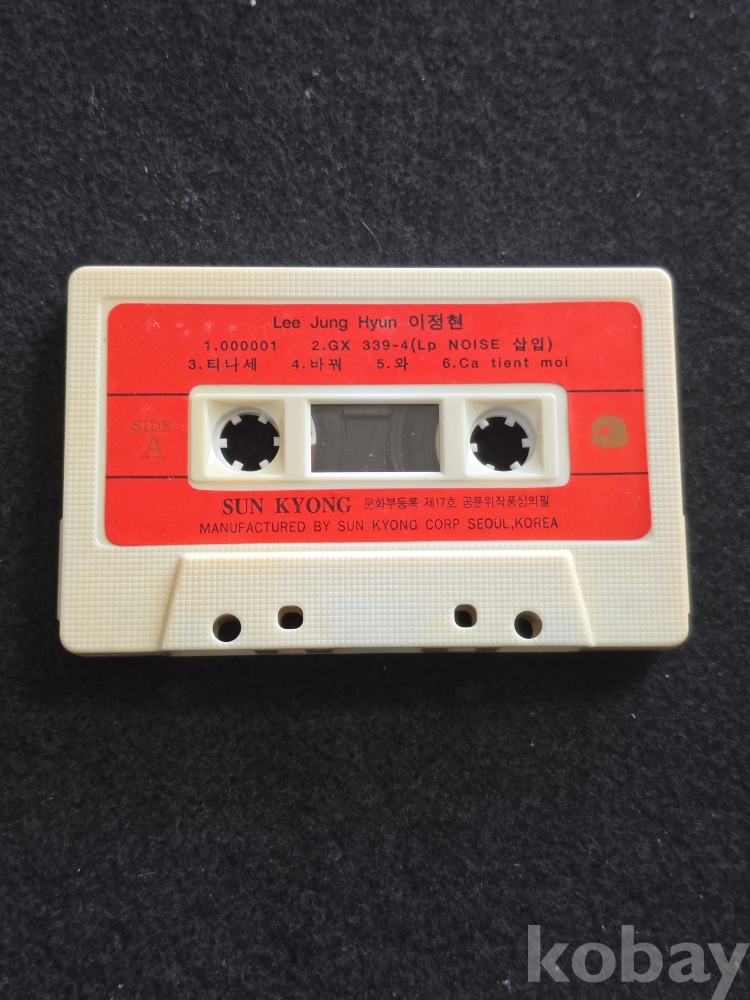 Lee Jung Hyun 이정현
1.000001 2.GX 339-4(Lp NOISE 삽입)
3.티나세 4.바꿔 5.와 6.Ca tient moi
SIDE
A
SUN KYONG 문화부등록 제17호 공륜위작품심의필
MANUFACTURED BY SUN KYONG CORP SEOUL,KOREA
kobay